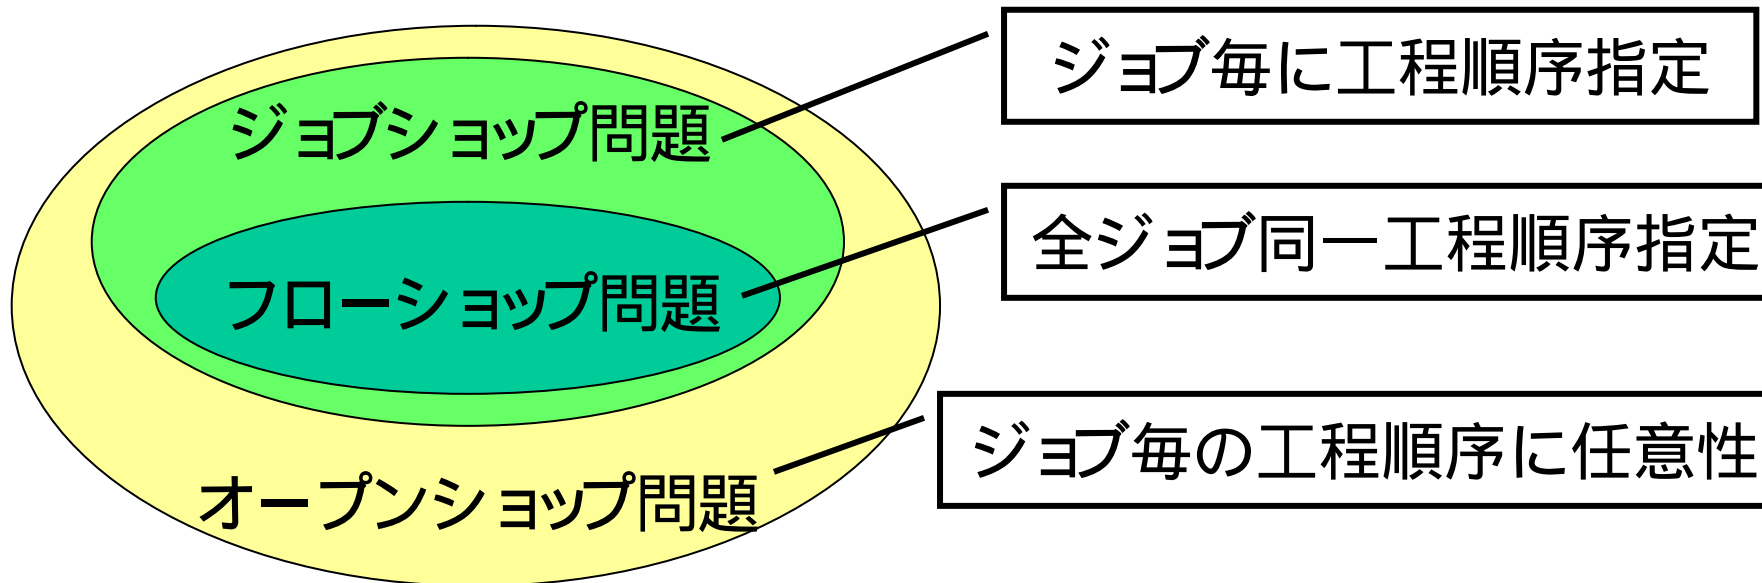 ジョブショップ問題
フローショップ問題
オープンショップ問題
ジョブ毎に工程順序指定
全ジョブ同一工程順序指定
ジョブ毎の工程順序に任意性